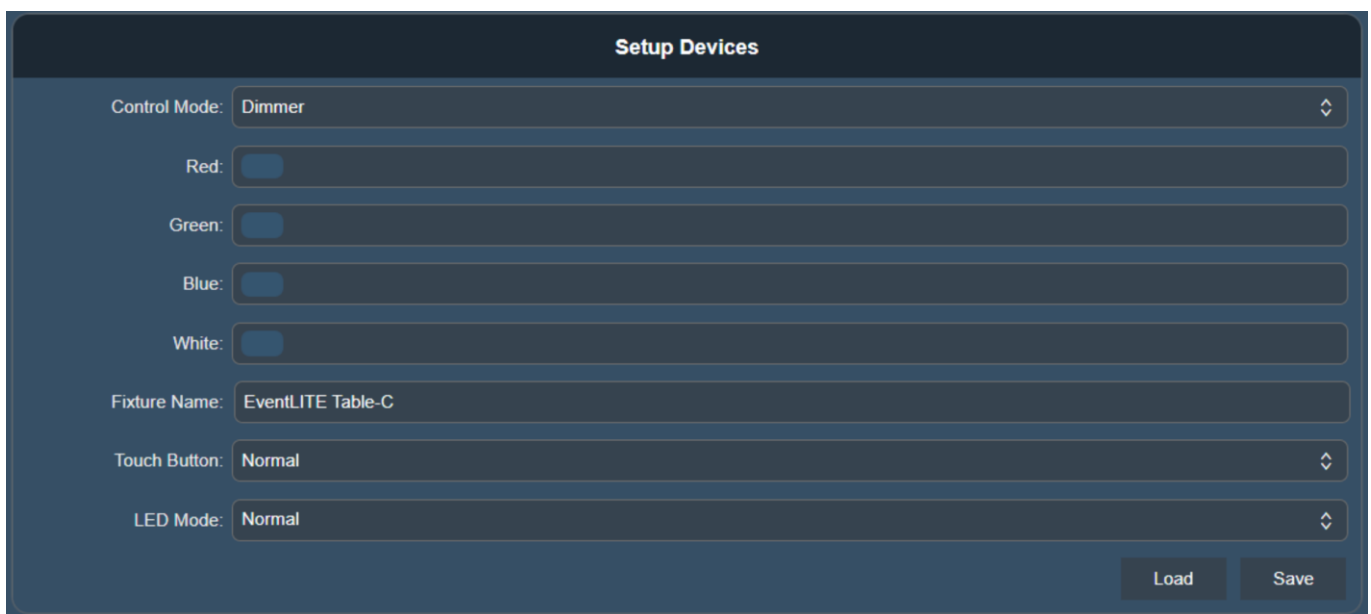 Setup Devices
Control Mode: Dimmer
Red:
Green:
Blue:
White:
Fixture Name: EventLITE Table-C
Touch Button: Normal
LED Mode: Normal
Load Save